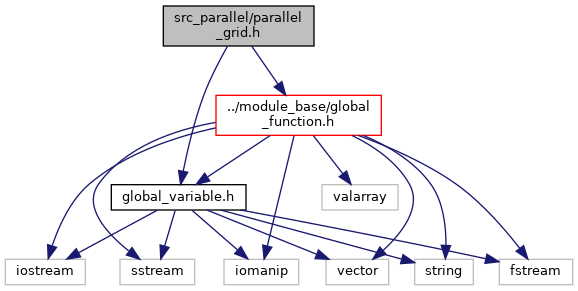 src_parallel/parallel
_grid.h
../module_base/global
_function.h
global_variable.h
valarray
iostream
sstream
iomanip
vector
string
fstream